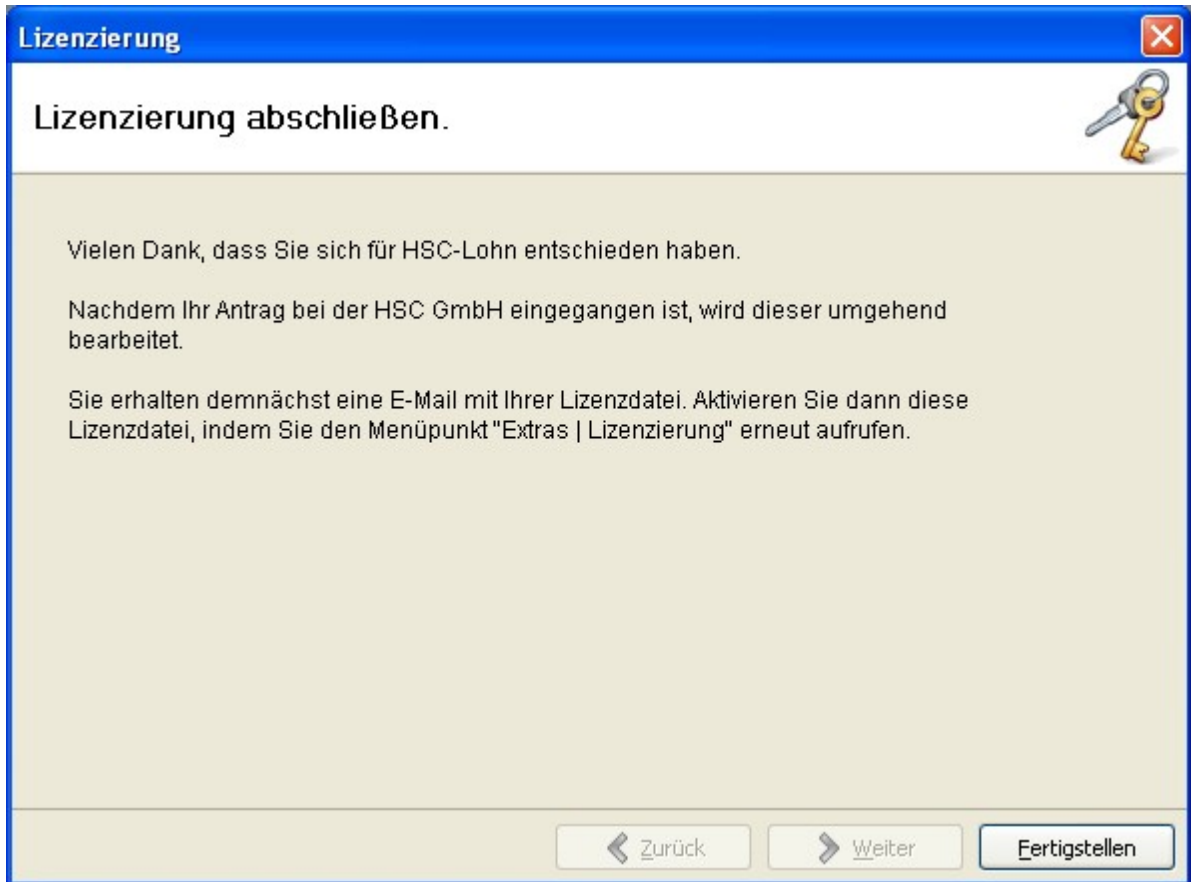 Lizenzierung
Lizenzierung abschließen.
Vielen Dank, dass Sie sich für HSC-Lohn entschieden haben.
Nachdem Ihr Antrag bei der HSC GmbH eingegangen ist, wird dieser umgehend
bearbeitet.
Sie erhalten demnächst eine E-Mail mit Ihrer Lizenzdatei. Aktivieren Sie dann diese
Lizenzdatei, indem Sie den Menüpunkt "Extras | Lizenzierung" erneut aufrufen.
Zurück Weiter Fertigstellen